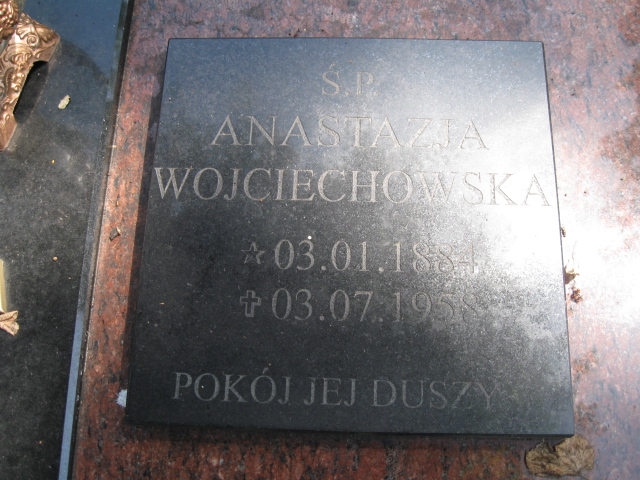 Ś.P.
ANASTAZJA
WOJCIECHOWSKA
☆ 03.01.1884
✝ 03.07.1958
POKÓJ JEJ DUSZY